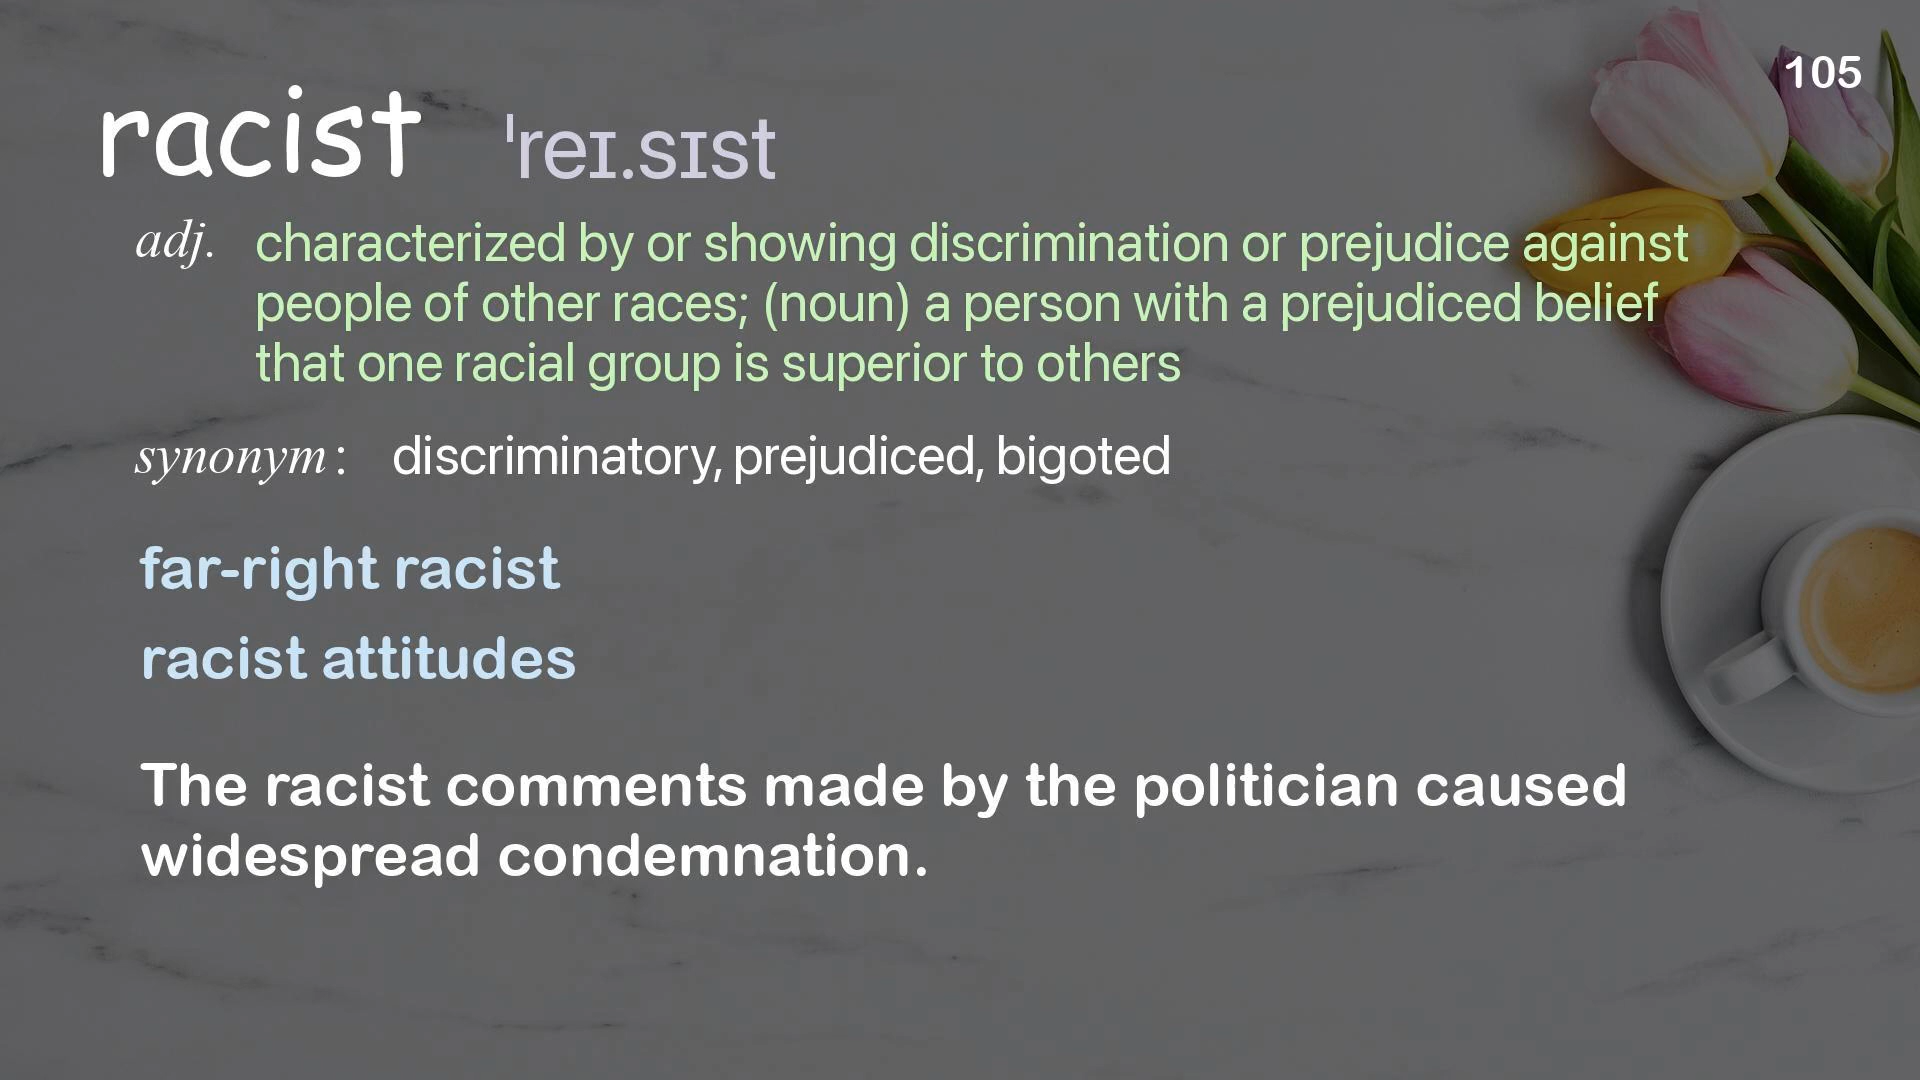 105
racist ˈreɪ.sɪst
adj. characterized by or showing discrimination or prejudice against
people of other races; (noun) a person with a prejudiced belief
that one racial group is superior to others
synonym: discriminatory, prejudiced, bigoted
far-right racist
racist attitudes
The racist comments made by the politician caused
widespread condemnation.